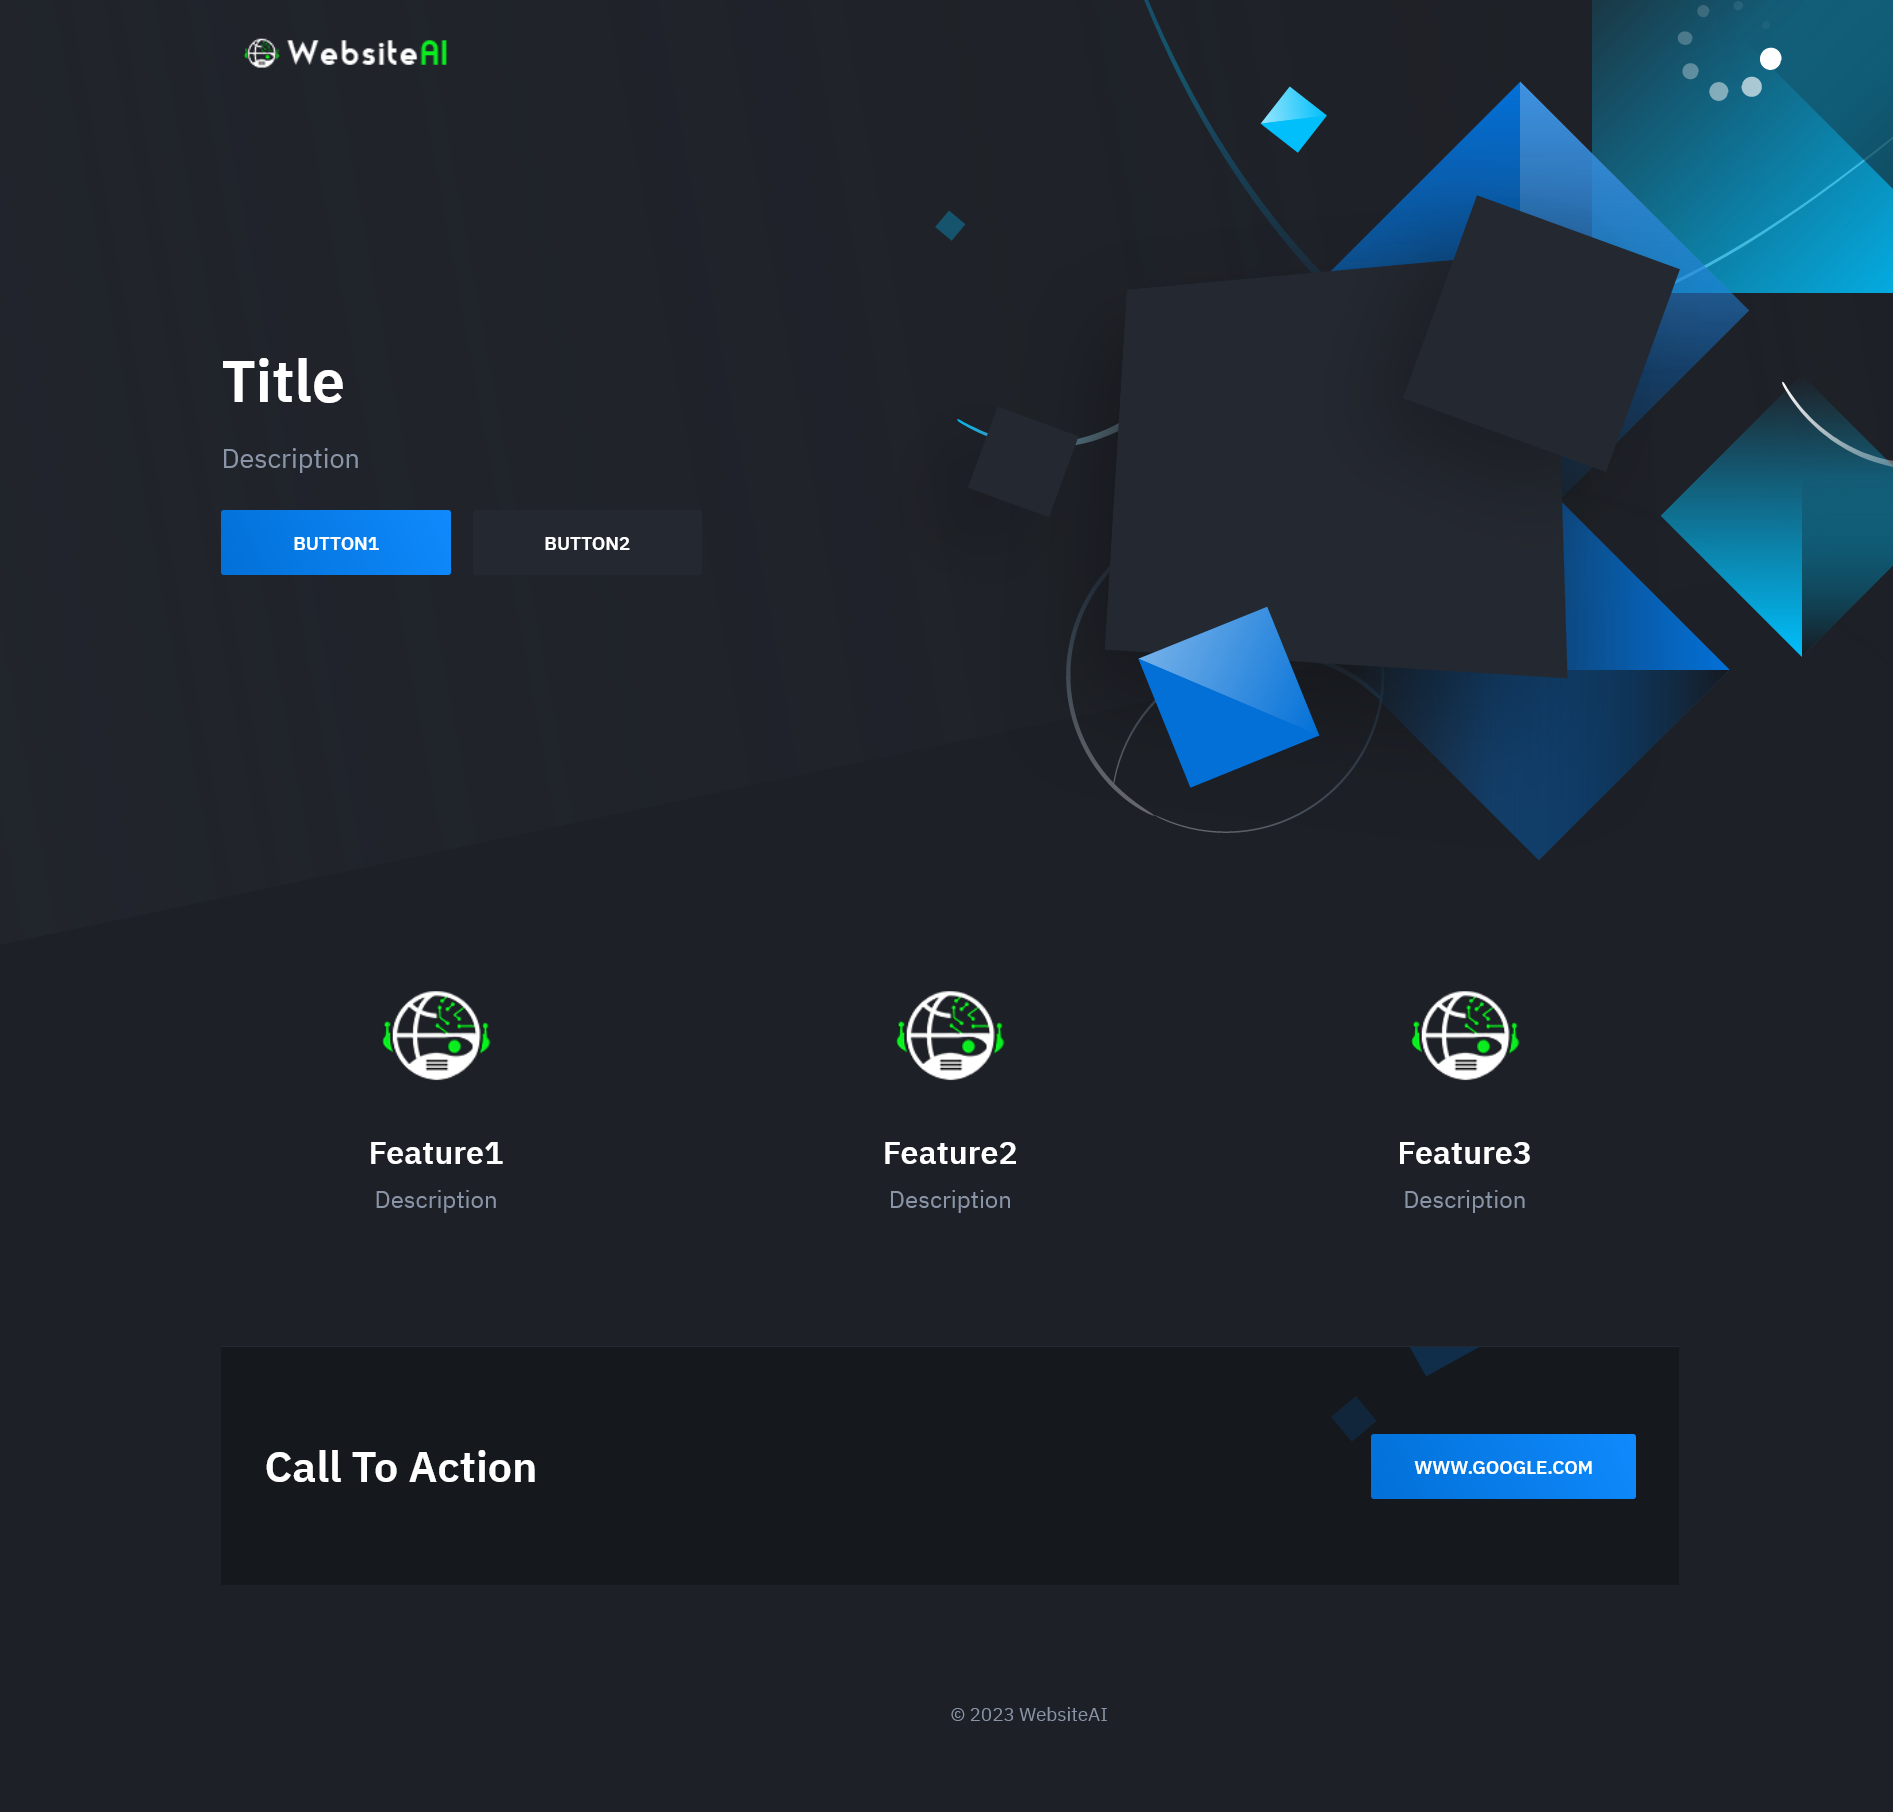 WebsiteAI
Title
Description
BUTTON1 BUTTON2
Feature1 Feature2 Feature3
Description Description Description
Call To Action
WWW.GOOGLE.COM
© 2023 WebsiteAI